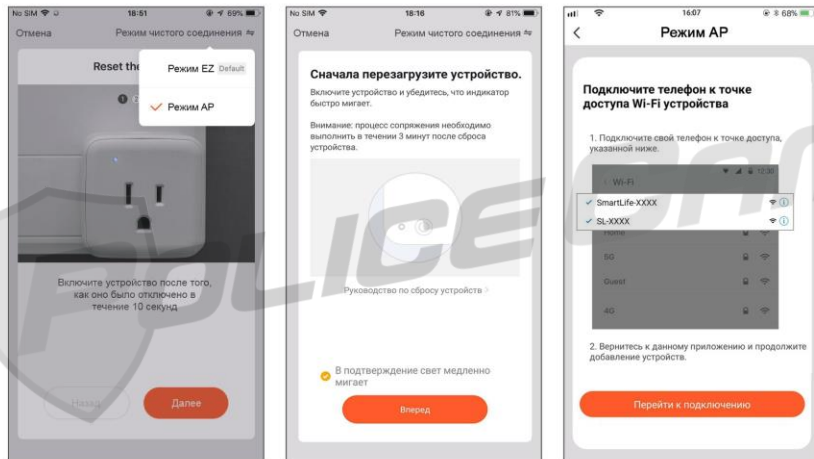 No SIM 18:51 69%
Отмена Режим чистого соединения
Reset the
Режим EZ Default
Режим AP
Включите устройство после того,
как оно было отключено в
течение 10 секунд
Назад Далее
No SIM 18:16 81%
Отмена Режим чистого соединения
Сначала перезагрузите устройство.
Включите устройство и убедитесь, что индикатор
быстро мигает.
Внимание: процесс сопряжения необходимо
выполнить в течении 3 минут после сброса
устройства.
Руководство по сбросу устройств >
В подтверждение свет медленно
мигает
Вперед
16:07 68%
Режим AP
Подключите телефон к точке
доступа Wi-Fi устройства
1. Подключите свой телефон к точке доступа,
указанной ниже.
12:30
Wi-Fi
SmartLife-XXXX
SL-XXXX
Home
5G
Guest
4G
2. Вернитесь к данному приложению и продолжите
добавление устройств.
Перейти к подключению